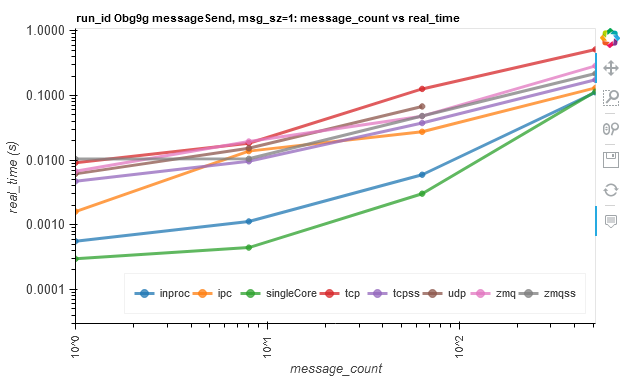 run_id Obg9g messageSend, msg_sz=1: message_count vs real_time
1.0000
0.1000
0.0100
0.0010
0.0001
real_time (s)
inproc ipc singleCore tcp tcpss udp zmq zmqss
10^0 10^1 10^2
message_count